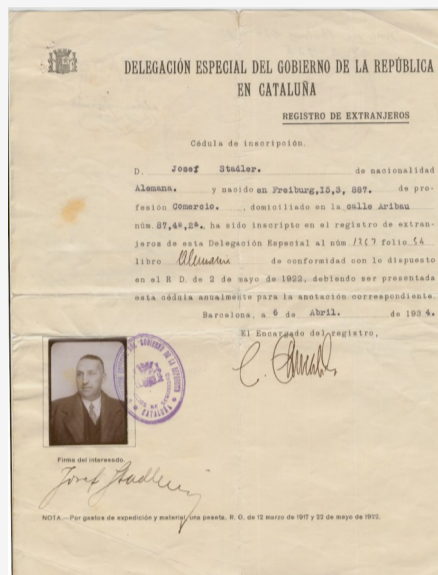 DELEGACIÓN ESPECIAL DEL GOBIERNO DE LA REPÚBLICA
EN CATALUÑA
REGISTRO DE EXTRANJEROS
Cédula de inscripción.
D. Josef Stadler. de nacionalidad
Alemana. y nacido en Freiburg,15,3, 887. de pro-
fesión Comercio. , domiciliado en la calle Aribau
núm. 87,4º,2ª. ha sido inscripto en el registro de extran-
jeros de esta Delegación Especial al núm folio 54
libro Alemania de conformidad con lo dispuesto
en el R D. de 2 de mayo de 1922, debiendo ser presentada
esta cédula anualmente para la anotación correspondiente.
Barcelona, a 6 de Abril. de 1934.
El Encargado del registro,
CATALUÑA
Firma del interesado.
Josef Stadler
NOTA.—Por gastos de expedición y material, una peseta. R. O. de 12 marzo de 1917 y 22 de mayo de 1922.